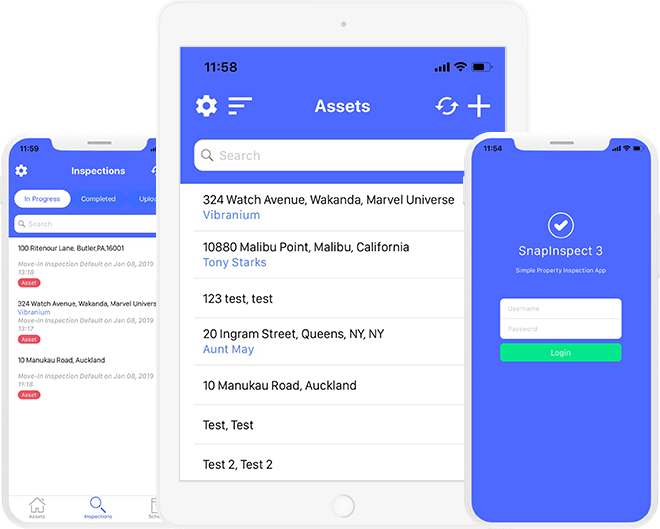 11:59
Inspections
In Progress
Completed
Uploa
Search
100 Ritenour Lane, Butler,PA,16001
Move-In Inspection Default on Jan 08, 2019
13:18
Asset
324 Watch Avenue, Wakanda, Marvel Univers
Vibranium
Move-In Inspection Default on Jan 08, 2019
13:17
Asset
10 Manukau Road, Auckland
Move-In Inspection Default on Jan 08, 2019
11:18
Asset
Assets
Inspections
Sche
11:58
Assets
Search
324 Watch Avenue, Wakanda, Marvel Universe
Vibranium
10880 Malibu Point, Malibu, California
Tony Starks
123 test, test
20 Ingram Street, Queens, NY, NY
Aunt May
10 Manukau Road, Auckland
Test, Test
Test 2, Test 2
11:54
SnapInspect 3
Simple Property Inspection App
Username
Password
Login